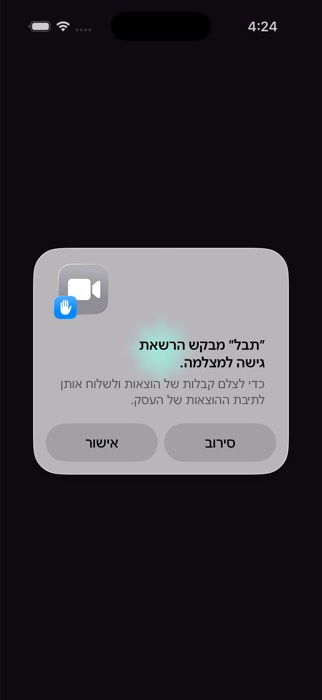 4:24
"תבל" מבקש הרשאת
גישה למצלמה.
כדי לצלם קבלות של הוצאות ולשלוח אותן
לתיבת ההוצאות של העסק.
סירוב
אישור